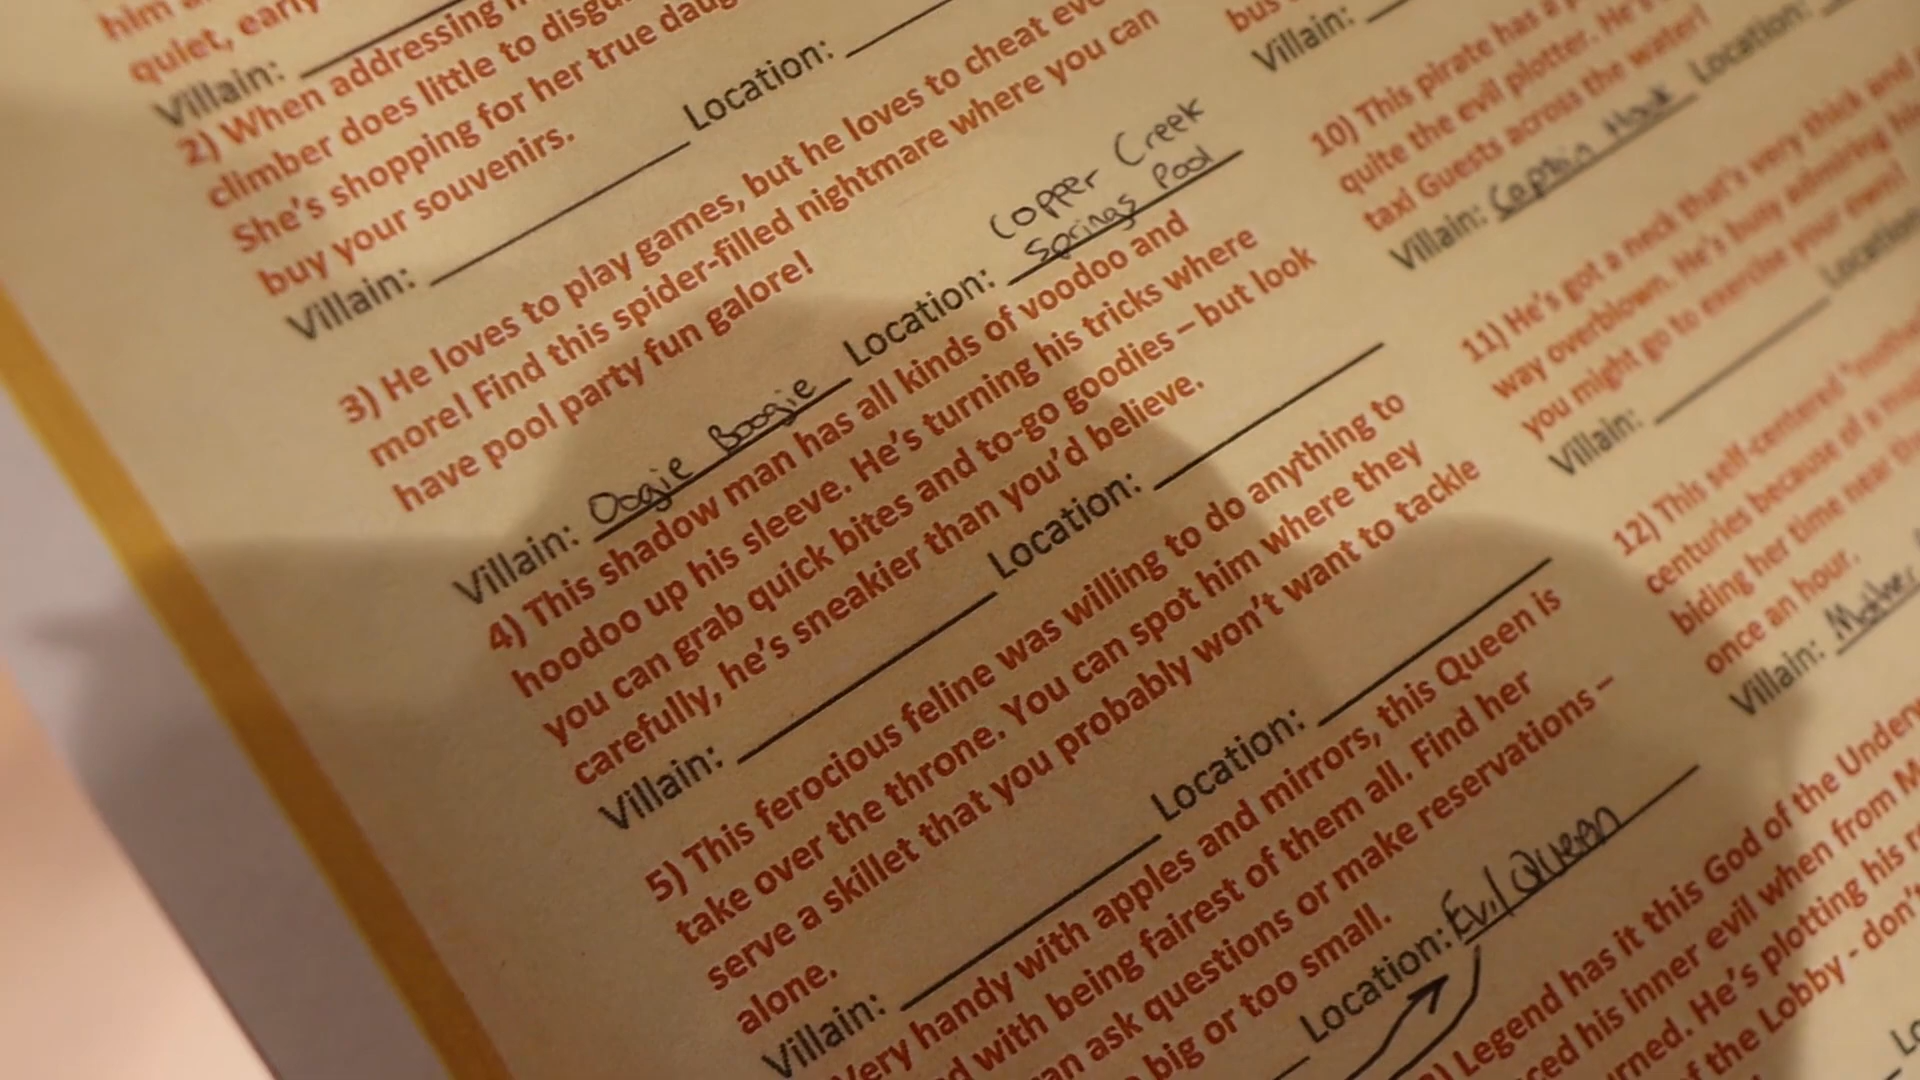 him
quiet, early
Villain:
2) When addressing
climber does little to
She's shopping for her true
buy your souvenirs.
Villain: Location:
3) He loves to play games, but he loves to cheat
more! Find this spider-filled nightmare where you can
have pool party fun galore!
Copper Creek
Villain: Oogie Boogie Location: Springs Pool
4) This shadow man has all kinds of voodoo and
hoodoo up his sleeve. He's turning his tricks where
you can grab quick bites and to-go goodies – but look
carefully, he's sneakier than you'd believe.
Villain: Location:
5) This ferocious feline was willing to do anything to
take over the throne. You can spot him where they
serve a skillet that you probably won't want to tackle
alone.
Villain: Location:
Very handy with apples and mirrors, this Queen is
with being fairest of them all. Find her
ask questions or make reservations –
big or too small.
Location: Evil Queen
Villain:
10) This pirate has a
quite the evil plotter. He's
taxi Guests across the water!
Villain: Captain Hook Location:
11) He's got a neck that's very thick and
way overblown. He's busy admiring his
you might go to exercise your own!
Villain: Location
12) This self-centered
centuries because of a
biding her time near the
once an hour.
Villain: Mother
Legend has it this God of the
his inner evil when from
He's plotting his
of the Lobby - don't